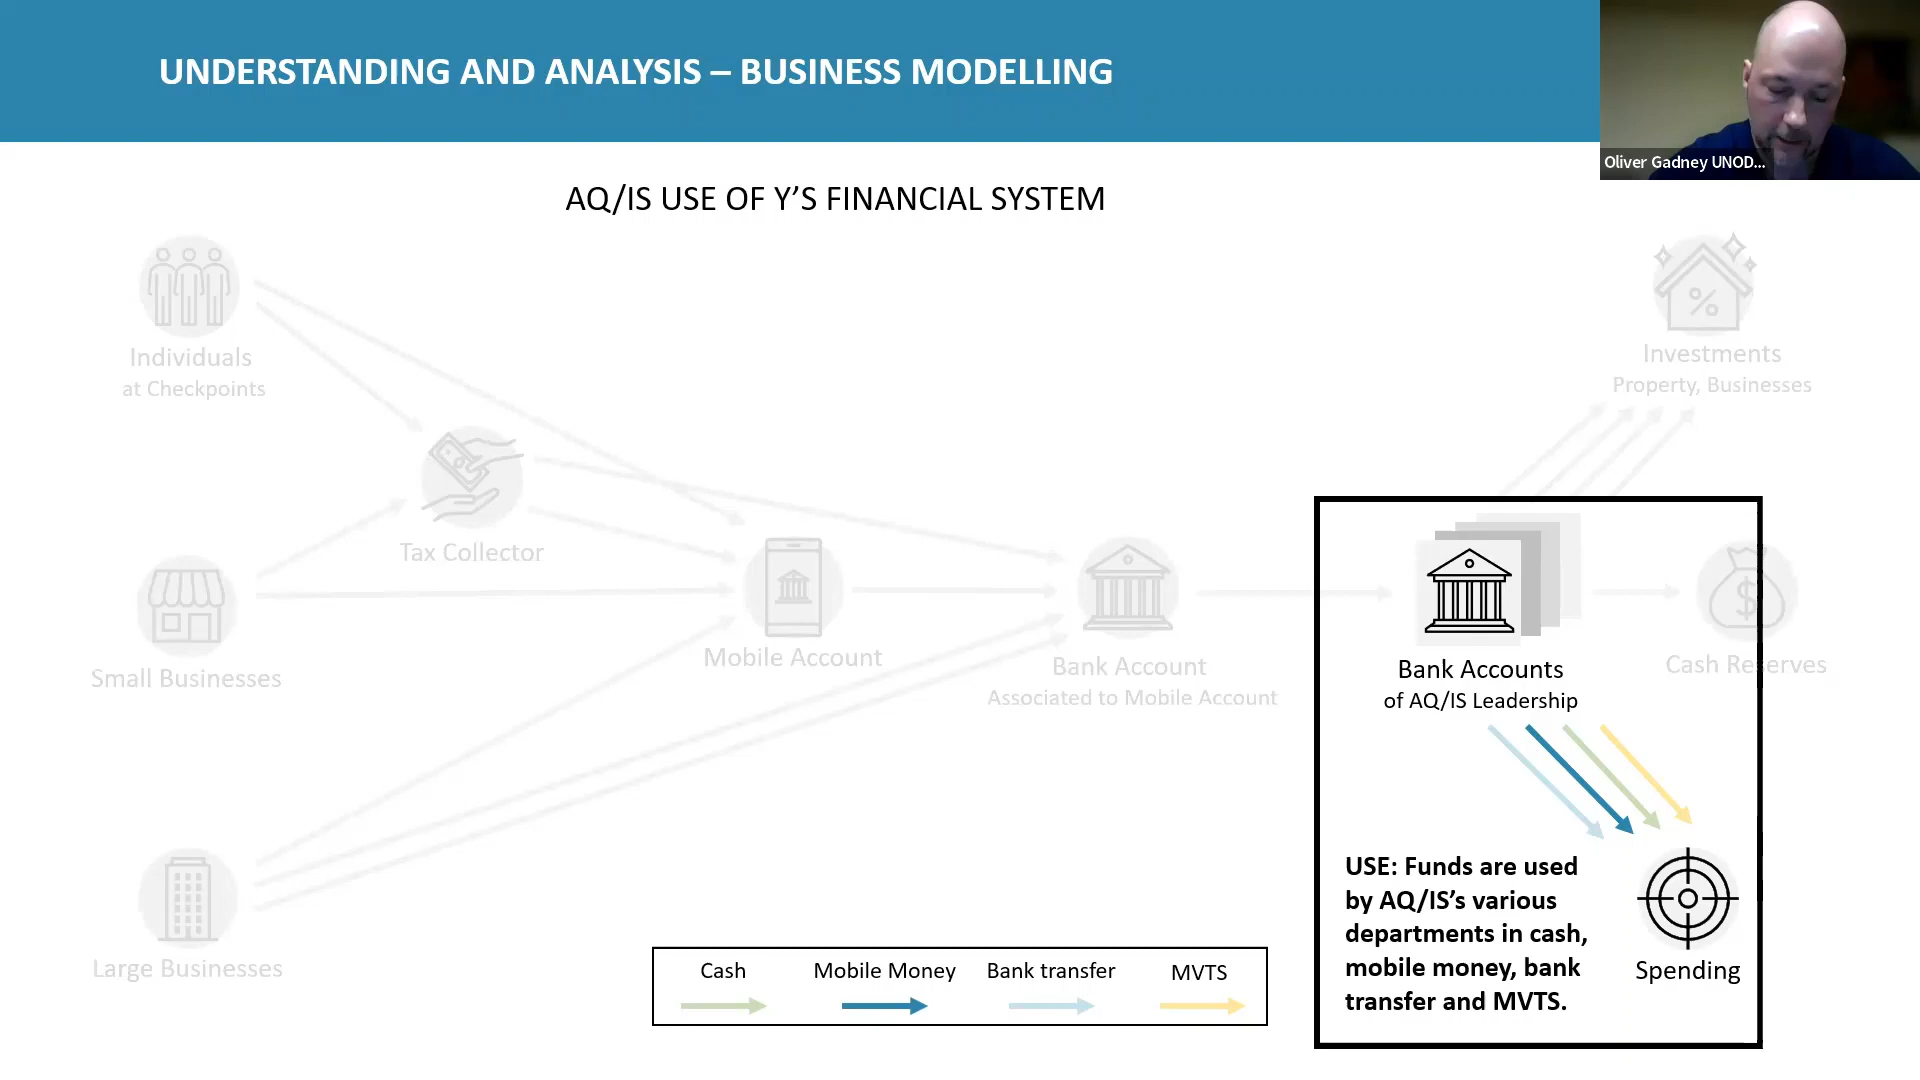 UNDERSTANDING AND ANALYSIS – BUSINESS MODELLING
Oliver Gadney UNOD...
AQ/IS USE OF Y’S FINANCIAL SYSTEM
Individuals
at Checkpoints
Investments
Property, Businesses
Tax Collector
Small Businesses
Mobile Account
Bank Account
Associated to Mobile Account
Bank Accounts
of AQ/IS Leadership
Cash Reserves
$
Large Businesses
USE: Funds are used
by AQ/IS’s various
departments in cash,
mobile money, bank
transfer and MVTS.
Spending
Cash
Mobile Money
Bank transfer
MVTS